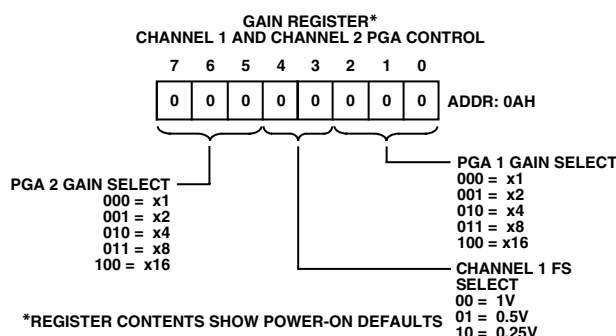 GAIN REGISTER*
CHANNEL 1 AND CHANNEL 2 PGA CONTROL
7 6 5 4 3 2 1 0
0 0 0 0 0 0 0 0 ADDR: 0AH
PGA 2 GAIN SELECT
000 = x1
001 = x2
010 = x4
011 = x8
100 = x16
PGA 1 GAIN SELECT
000 = x1
001 = x2
010 = x4
011 = x8
100 = x16
CHANNEL 1 FS
SELECT
00 = 1V
01 = 0.5V
10 = 0.25V
*REGISTER CONTENTS SHOW POWER-ON DEFAULTS